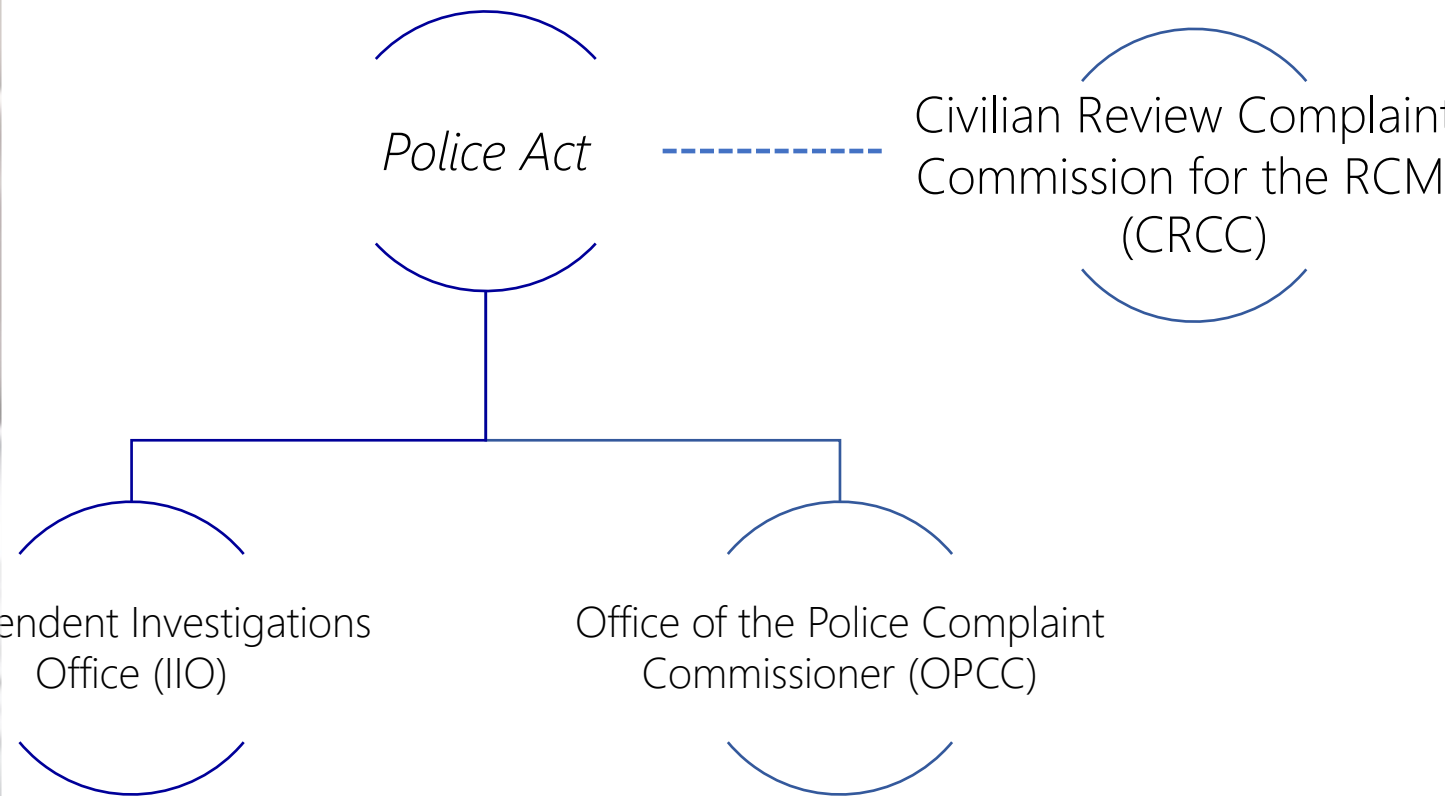 Police Act
Civilian Review Complaint
Commission for the RCM
(CRCC)
endent Investigations
Office (IIO)
Office of the Police Complaint
Commissioner (OPCC)